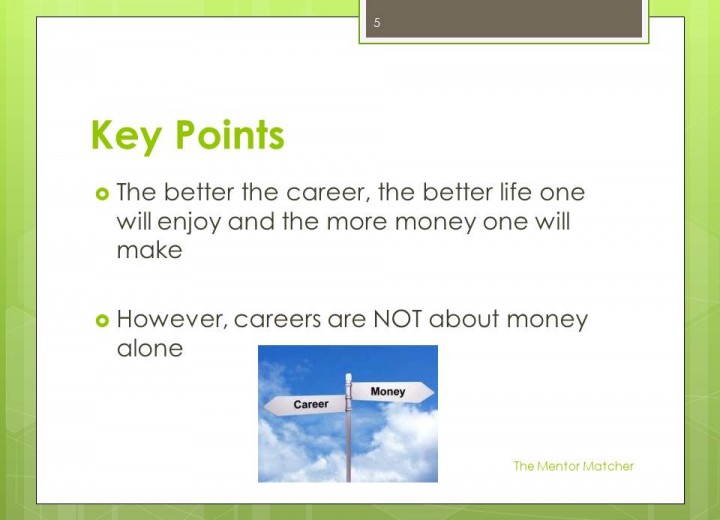 5
Key Points
The better the career, the better life one
will enjoy and the more money one will
make
However, careers are NOT about money
alone
Money
Career
The Mentor Matcher